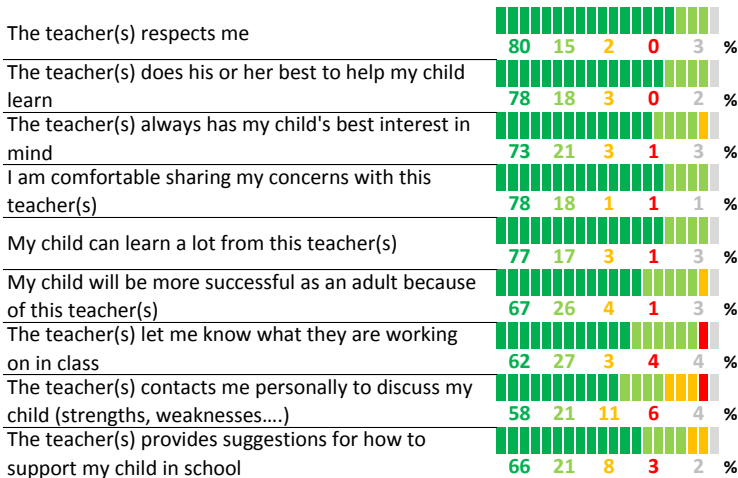 The teacher(s) respects me
80 15 2 0 3 %
The teacher(s) does his or her best to help my child
learn
78 18 3 0 2 %
The teacher(s) always has my child's best interest in
mind
73 21 3 1 3 %
I am comfortable sharing my concerns with this
teacher(s)
78 18 1 1 1 %
My child can learn a lot from this teacher(s)
77 17 3 1 3 %
My child will be more successful as an adult because
of this teacher(s)
67 26 4 1 3 %
The teacher(s) let me know what they are working
on in class
62 27 3 4 4 %
The teacher(s) contacts me personally to discuss my
child (strengths, weaknesses....)
58 21 11 6 4 %
The teacher(s) provides suggestions for how to
support my child in school
66 21 8 3 2 %